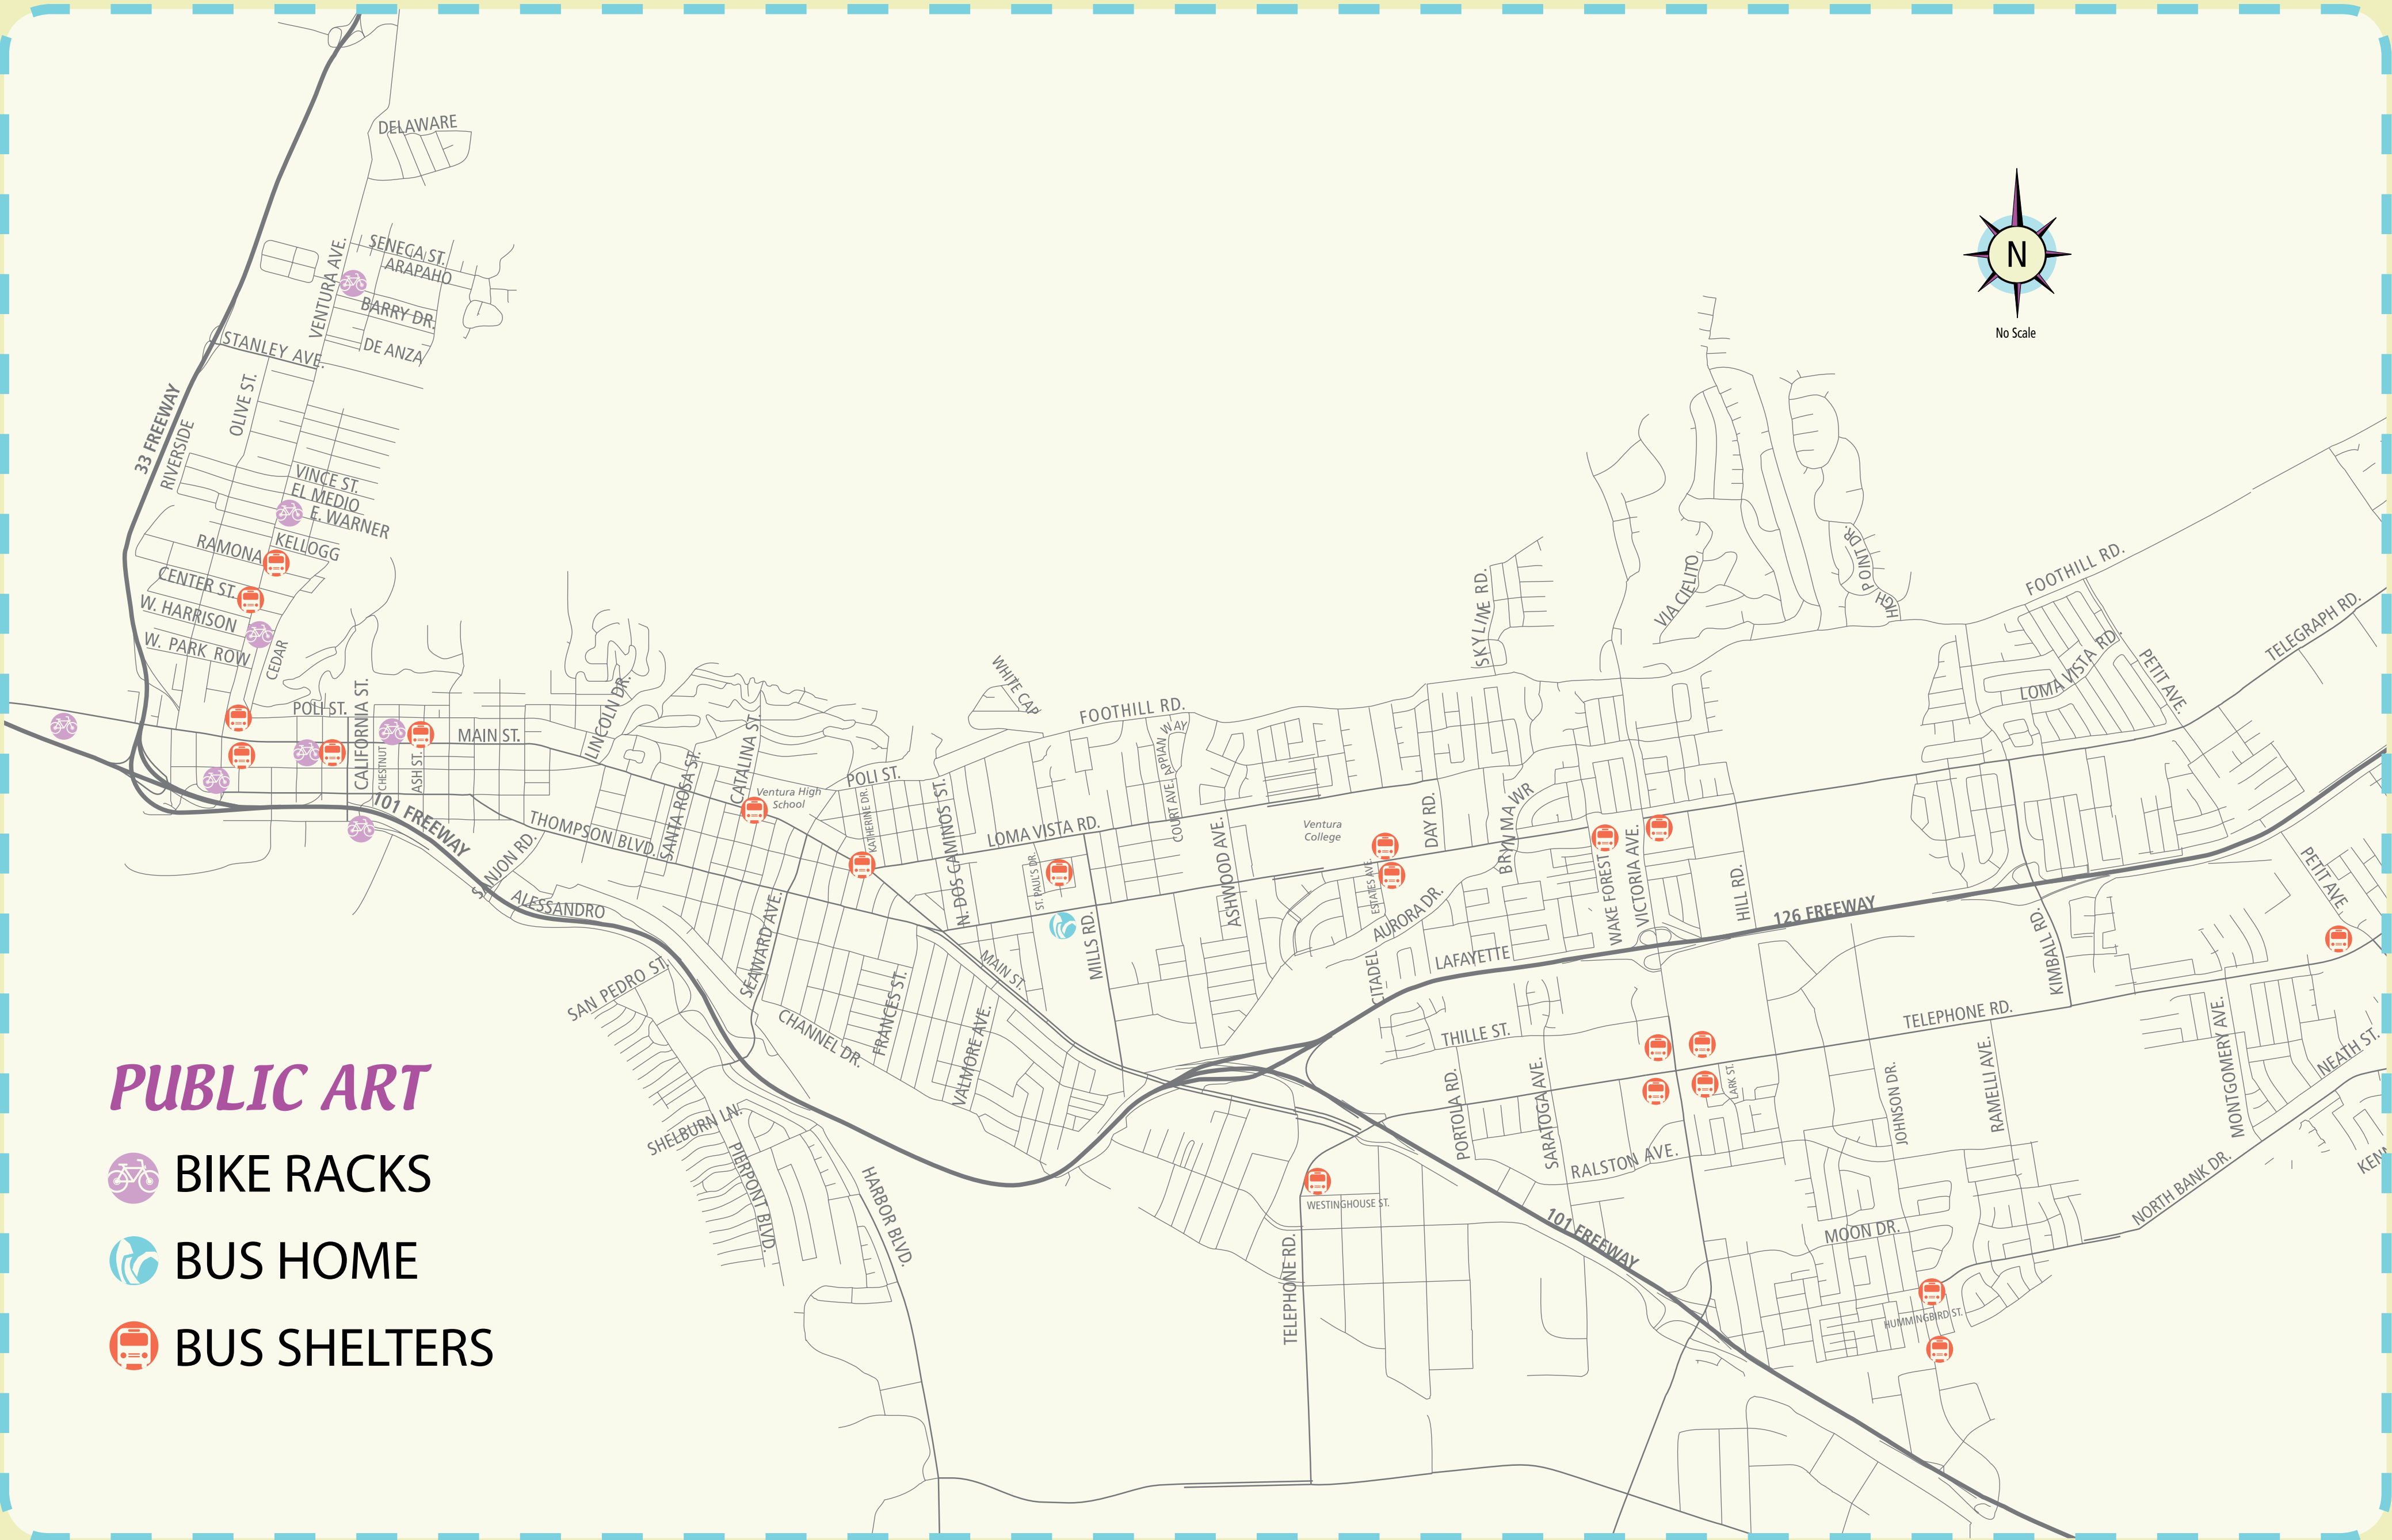 DELAWARE
SENECA ST.
ARAPAHO
VENTURA AVE.
BARRY DR.
DE ANZA
STANLEY AVE.
OLIVE ST.
33 FREEWAY
RIVERSIDE
VINCE ST.
EL MEDIO
E. WARNER
KELLOGG
RAMONA
CENTER ST.
W. HARRISON
W. PARK ROW
CEDAR
POLI ST.
CALIFORNIA ST.
CHESTNUT
ASH ST.
MAIN ST.
101 FREEWAY
THOMPSON BLVD.
SANJON RD.
ALESSANDRO
LINCOLN DR.
SANTA ROSA ST.
CATALINA ST.
Ventura High
School
POLI ST.
KATHERINE DR.
SEAWARD AVE.
N. DOS CAMINOS ST.
WHITE CAP
FOOTHILL RD.
LOMA VISTA RD.
ST. PAUL'S DR.
MILLS RD.
MAIN ST.
COURT AVE.
APPIAN WAY
ASHWOOD AVE.
Ventura
College
ESTATES AVE.
DAY RD.
AURORA DR.
CITADEL
LAFAYETTE
BRYN MAWR
SKYLINE RD.
WAKE FOREST
VICTORIA AVE.
HILL RD.
VIA CIELITO
HIGH POINT DR.
N
No Scale
FOOTHILL RD.
LOMA VISTA RD.
PETIT AVE.
TELEGRAPH RD.
126 FREEWAY
KIMBALL RD.
PETIT AVE.
TELEPHONE RD.
SAN PEDRO ST.
CHANNEL DR.
FRANCES ST.
VALMORE AVE.
SHELBURN LN.
PIERPONT BLVD.
HARBOR BLVD.
THILLE ST.
PORTOLA RD.
SARATOGA AVE.
RALSTON AVE.
LARK ST.
JOHNSON DR.
RAMELLI AVE.
MONTGOMERY AVE.
NEATH ST.
NORTH BANK DR.
KENN
WESTINGHOUSE ST.
TELEPHONE RD.
101 FREEWAY
MOON DR.
HUMMINGBIRD ST.
PUBLIC ART
BIKE RACKS
BUS HOME
BUS SHELTERS